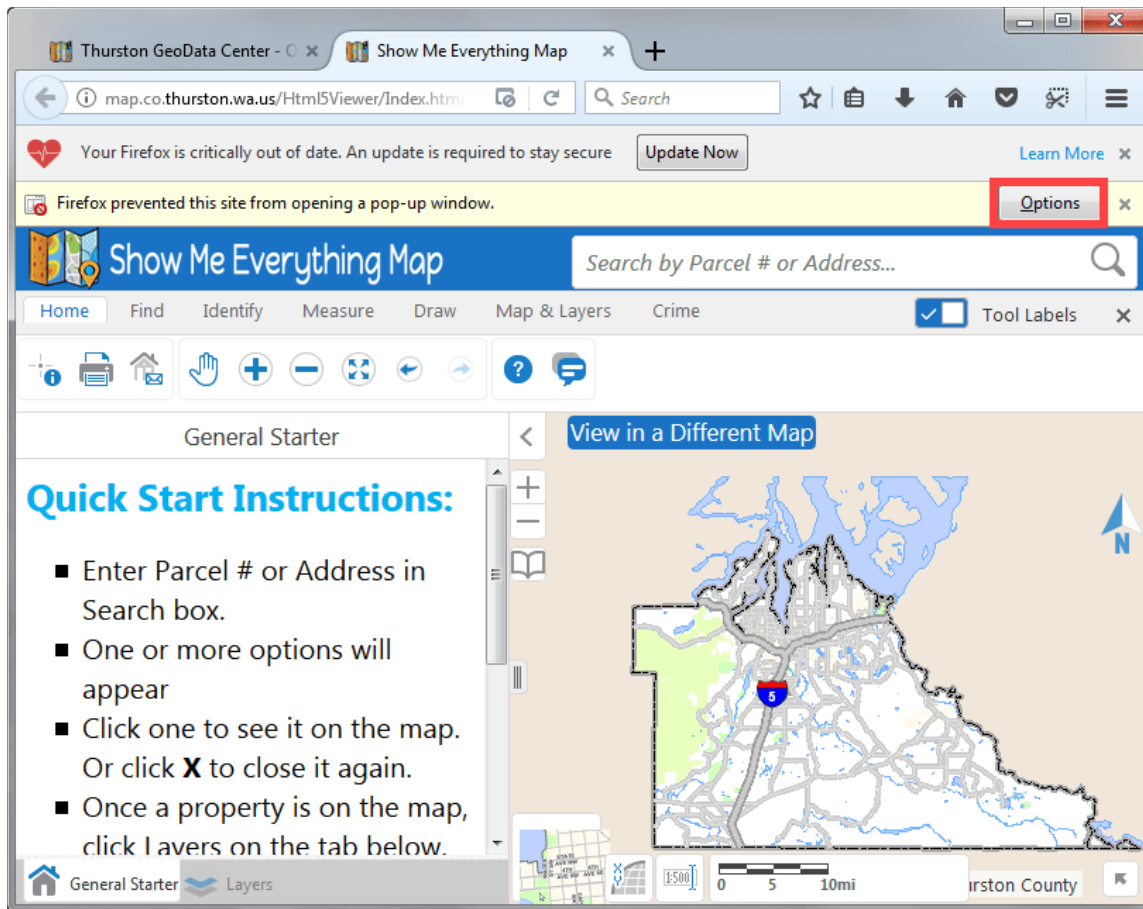 Thurston GeoData Center - O
Show Me Everything Map
map.co.thurston.wa.us/Html5Viewer/Index.html
Search
Your Firefox is critically out of date. An update is required to stay secure
Update Now
Learn More
Firefox prevented this site from opening a pop-up window.
Options
Show Me Everything Map
Search by Parcel # or Address...
Home
Find
Identify
Measure
Draw
Map & Layers
Crime
Tool Labels
General Starter
View in a Different Map
Quick Start Instructions:
Enter Parcel # or Address in
Search box.
One or more options will
appear
Click one to see it on the map.
Or click X to close it again.
Once a property is on the map,
click Layers on the tab below.
N
5
General Starter
Layers
1:500
0 5 10mi
urston County